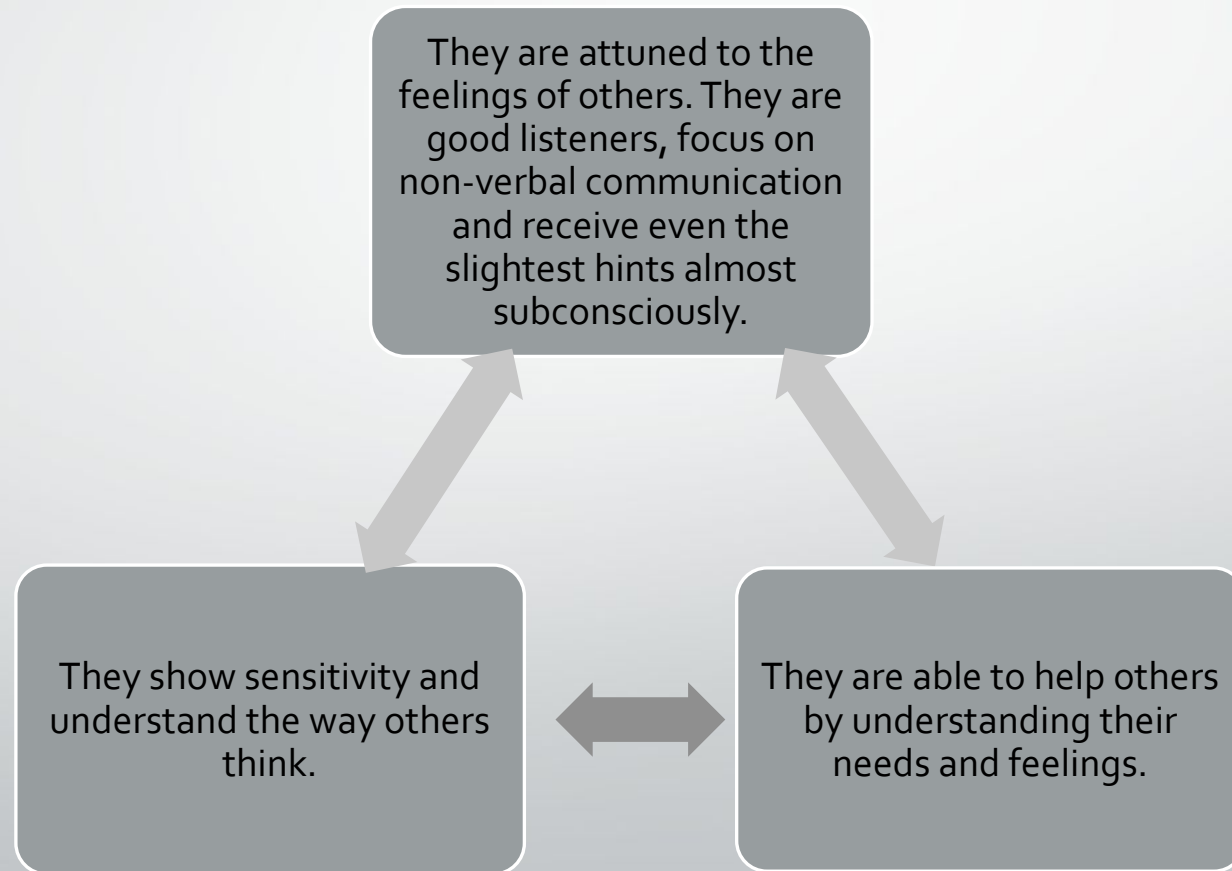 They are attuned to the
feelings of others. They are
good listeners, focus on
non-verbal communication
and receive even the
slightest hints almost
subconsciously.
They show sensitivity and
understand the way others
think.
They are able to help others
by understanding their
needs and feelings.